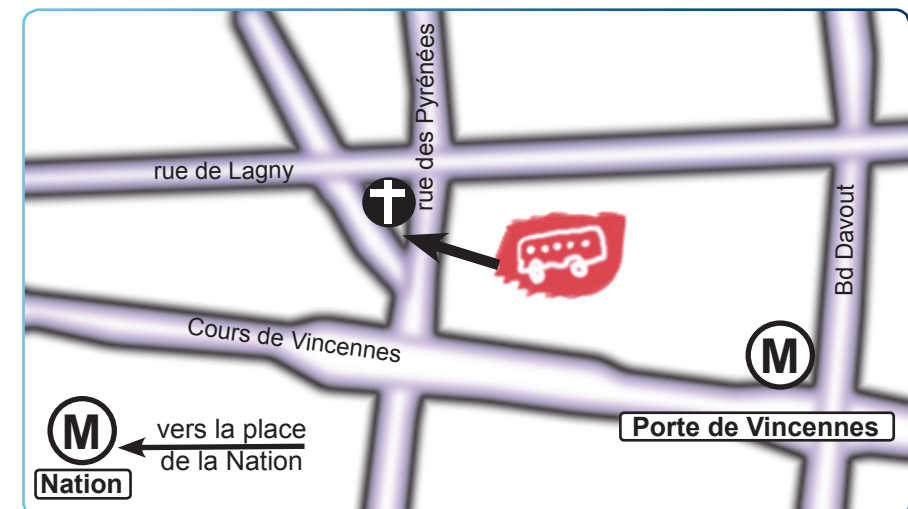 rue des Pyrénées
rue de Lagny
Bd Davout
Cours de Vincennes
M
Porte de Vincennes
M
vers la place
de la Nation
Nation